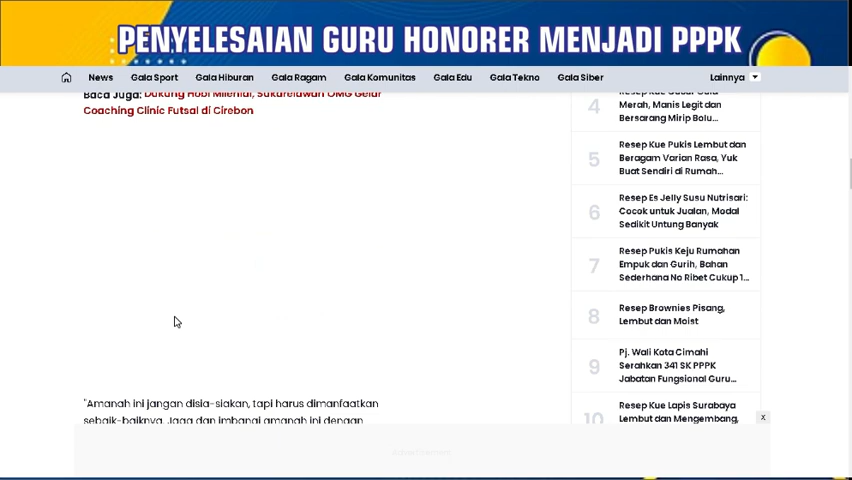 PENYELESAIAN GURU HONORER MENJADI PPPK
News Gala Sport Gala Hiburan Gala Ragam Gala Komunitas Gala Edu Gala Tekno Gala Siber Lainnya
Baca Juga: Dukung Hobi Milenial, Sukarelawan OMG Gelar
Coaching Clinic Futsal di Cirebon
"Amanah ini jangan disia-siakan, tapi harus dimanfaatkan
sebaik-baiknya. Jaga dan imbangi amanah ini dengan
4
Merah, Manis Legit dan
Bersarang Mirip Bolu...
5
Resep Kue Pukis Lembut dan
Beragam Varian Rasa, Yuk
Buat Sendiri di Rumah...
6
Resep Es Jelly Susu Nutrisari:
Cocok untuk Jualan, Modal
Sedikit Untung Banyak
7
Resep Pukis Keju Rumahan
Empuk dan Gurih, Bahan
Sederhana No Ribet Cukup 1...
8
Resep Brownies Pisang,
Lembut dan Moist
9
Pj. Wali Kota Cimahi
Serahkan 341 SK PPPK
Jabatan Fungsional Guru...
10
Resep Kue Lapis Surabaya
Lembut dan Mengembang,
x
Advertisement